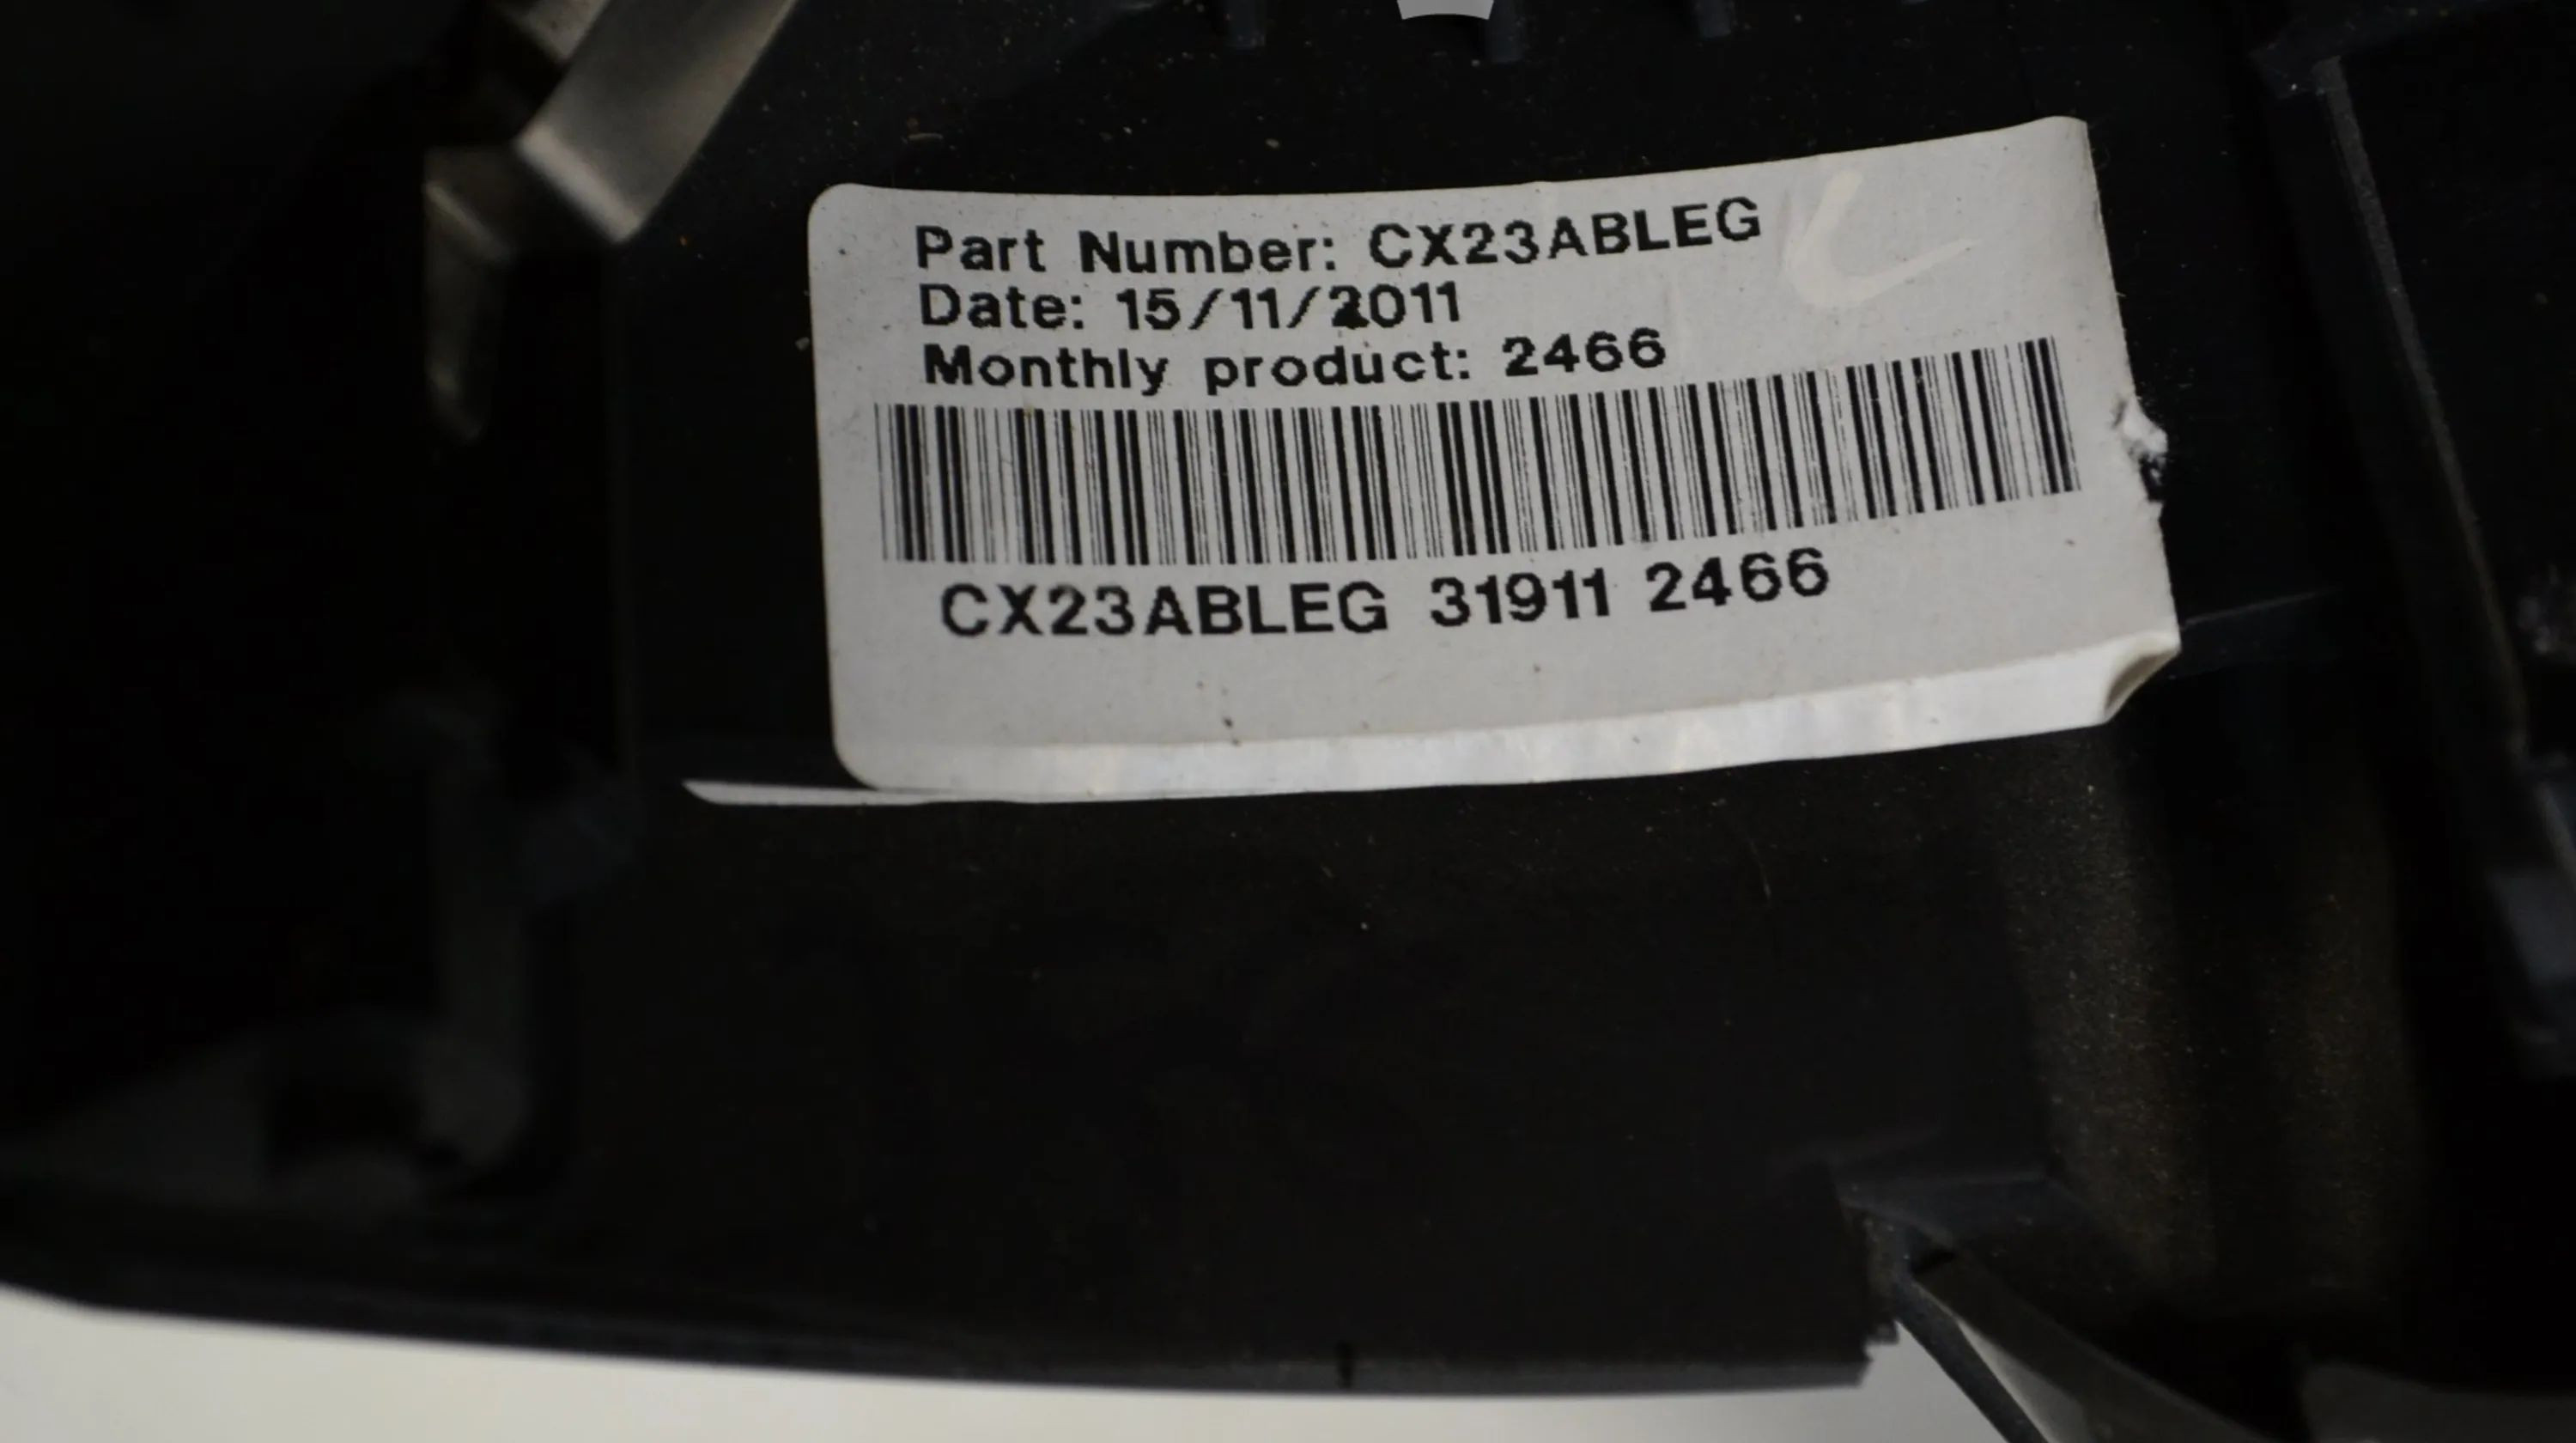 Part Number: CX23ABLEG
Date: 15/11/2011
Monthly product: 2466
CX23ABLEG 31911 2466